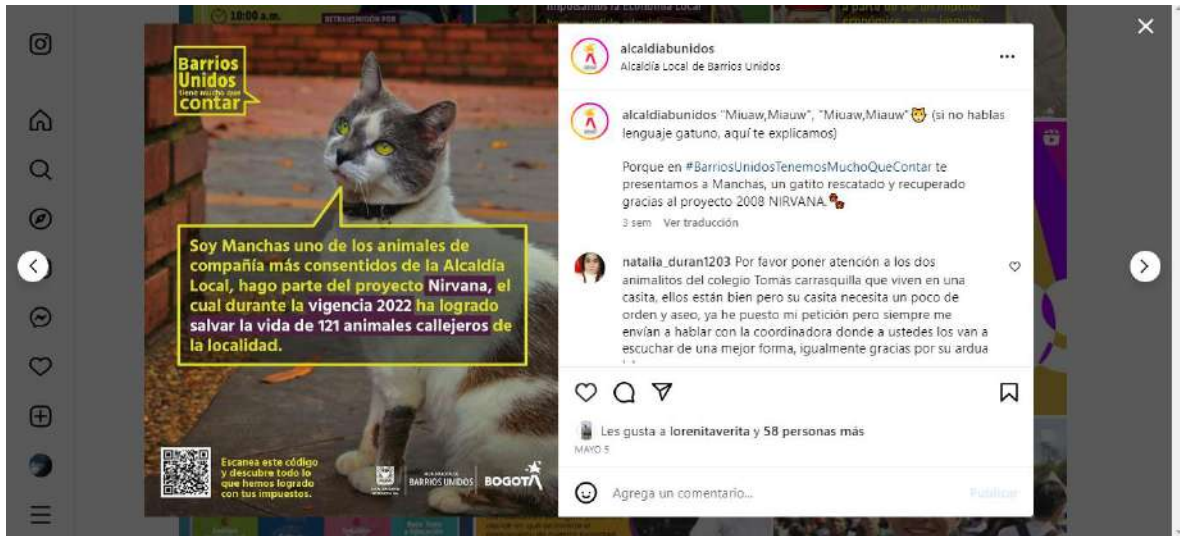 10:00 a.m.
RETRANSMISIÓN POR
Barrios
Unidos
tiene mucho que
contar
Soy Manchas uno de los animales de
compañía más consentidos de la Alcaldía
Local, hago parte del proyecto Nirvana, el
cual durante la vigencia 2022 ha logrado
salvar la vida de 121 animales callejeros de
la localidad.
Escanea este código
y descubre todo lo
que hemos logrado
con tus impuestos.
BARRIOS UNIDOS
BOGOTÁ
alcaldiabunidos
Alcaldía Local de Barrios Unidos
alcaldiabunidos "Miuaw,Miauw", "Miuaw,Miauw"🐱 (si no hablas
lenguaje gatuno, aquí te explicamos)
Porque en #BarriosUnidosTenemosMuchoQueContar te
presentamos a Manchas, un gatito rescatado y recuperado
gracias al proyecto 2008 NIRVANA.🐾
3 sem Ver traducción
natalia_duran1203 Por favor poner atención a los dos
animalitos del colegio Tomás carrasquilla que viven en una
casita, ellos están bien pero su casita necesita un poco de
orden y aseo, ya he puesto mi petición pero siempre me
envían a hablar con la coordinadora donde a ustedes los van a
escuchar de una mejor forma, igualmente gracias por su ardua
Les gusta a lorenitaverita y 58 personas más
MAYO 5
Agrega un comentario...
Publicar